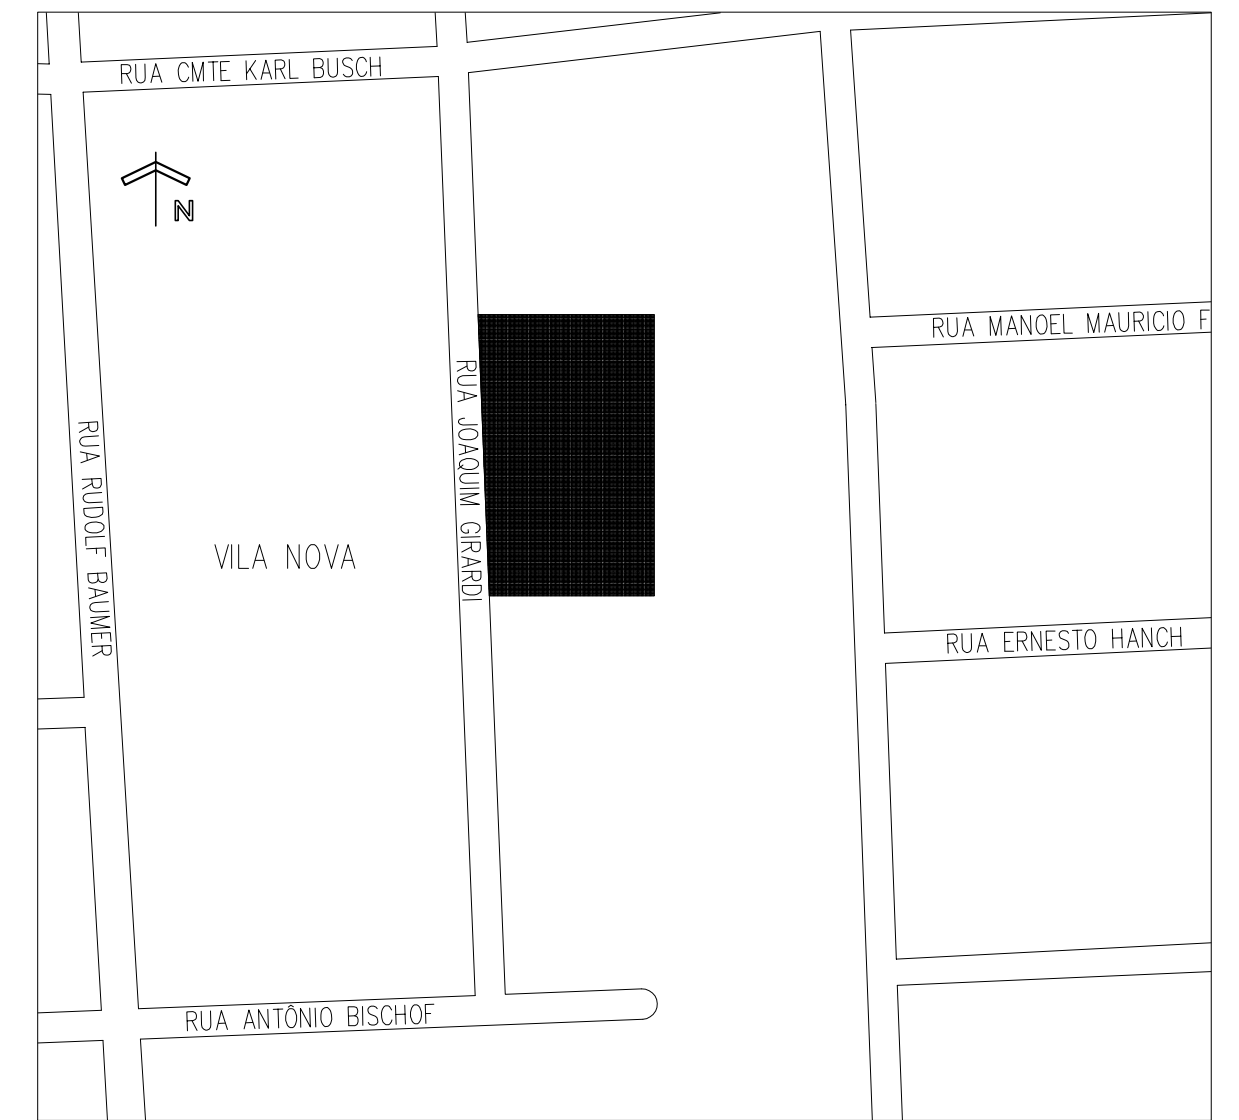 RUA CMTE KARL BUSCH
N
RUA MANOEL MAURICIO F
RUA JOAQUIM GIRARDI
RUA RUDOLF BAUMER
VILA NOVA
RUA ERNESTO HANCH
RUA ANTÔNIO BISCHOF